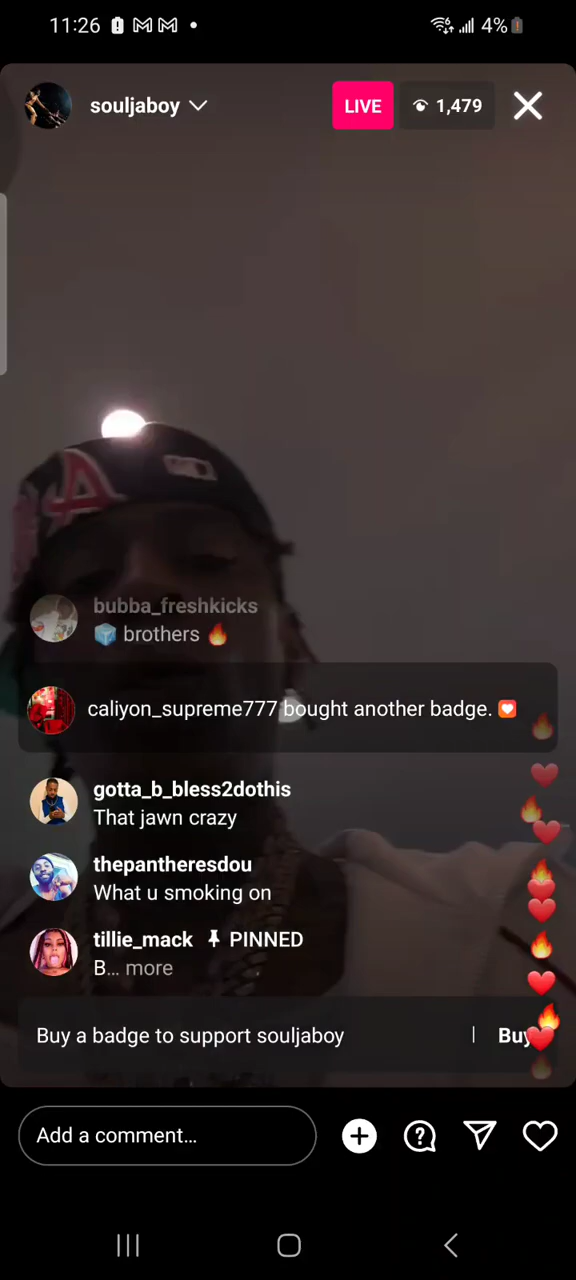 11:26
4%
souljaboy
LIVE
1,479
A
bubba_freshkicks
🧊 brothers 🔥
caliyon_supreme777 bought another badge.
gotta_b_bless2dothis
That jawn crazy
thepantheresdou
What u smoking on
tillie_mack PINNED
B... more
Buy a badge to support souljaboy | Buy
Add a comment...